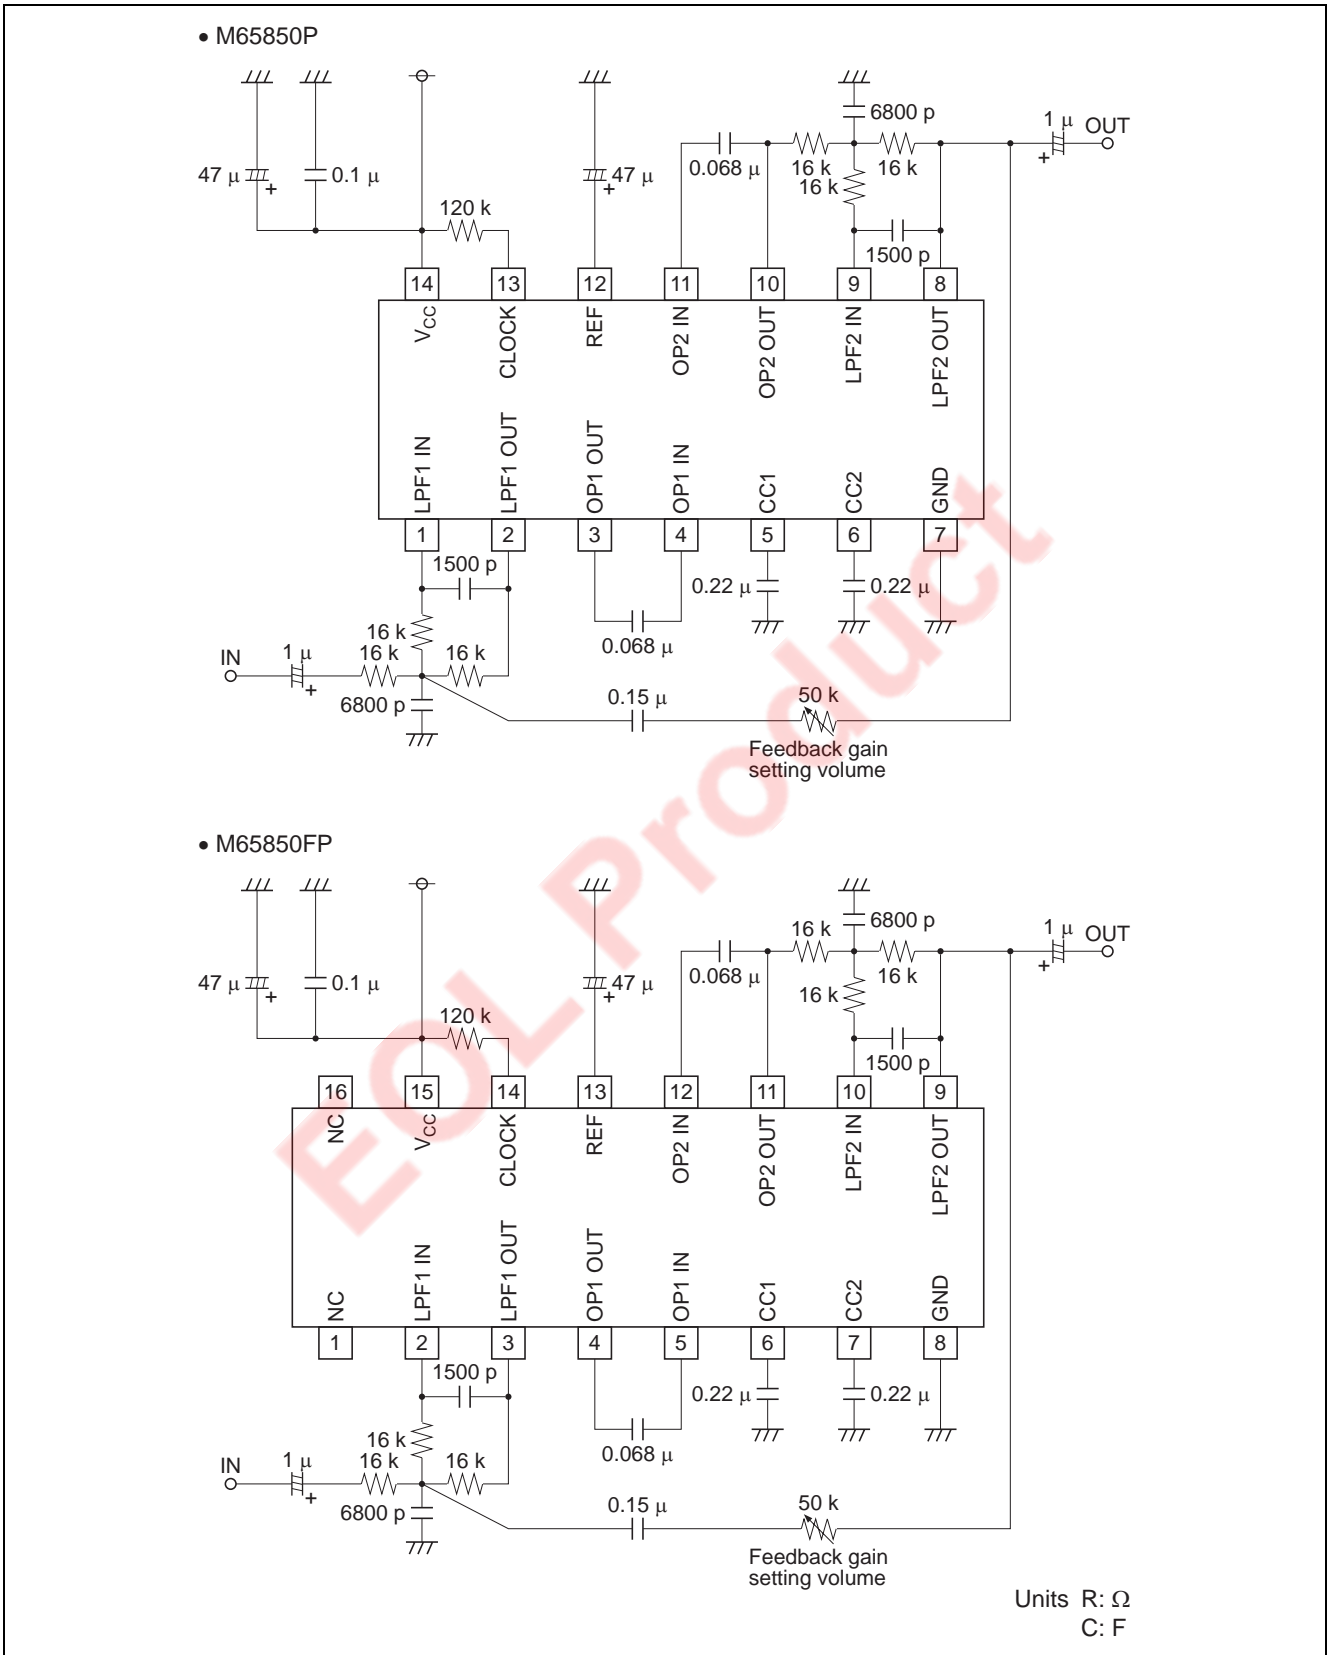 • M65850P
6800 p
1 μ OUT
0.068 μ
16 k
16 k
16 k
47 μ
+
0.1 μ
47 μ
+
+
120 k
1500 p
14
13
12
11
10
9
8
VCC
CLOCK
REF
OP2 IN
OP2 OUT
LPF2 IN
LPF2 OUT
LPF1 IN
LPF1 OUT
OP1 OUT
OP1 IN
CC1
CC2
GND
1
2
3
4
5
6
7
1500 p
0.22 μ
0.22 μ
16 k
0.068 μ
IN
1 μ
+
16 k
16 k
6800 p
0.15 μ
50 k
Feedback gain
setting volume
• M65850FP
6800 p
1 μ OUT
16 k
0.068 μ
16 k
+
47 μ
+
0.1 μ
47 μ
+
16 k
120 k
1500 p
16
15
14
13
12
11
10
9
NC
VCC
CLOCK
REF
OP2 IN
OP2 OUT
LPF2 IN
LPF2 OUT
NC
LPF1 IN
LPF1 OUT
OP1 OUT
OP1 IN
CC1
CC2
GND
1
2
3
4
5
6
7
8
1500 p
0.22 μ
0.22 μ
16 k
0.068 μ
IN
1 μ
+
16 k
16 k
6800 p
0.15 μ
50 k
Feedback gain
setting volume
Units R: Ω
C: F
EOL Product